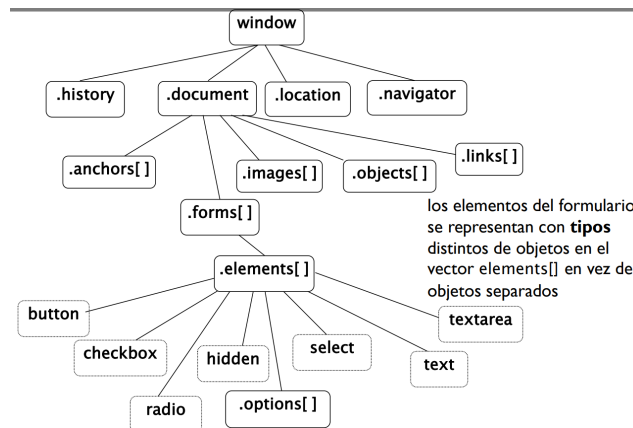 window
.history
.document
.location
.navigator
.anchors[ ]
.images[ ]
.objects[ ]
.links[ ]
.forms[ ]
los elementos del formulario
se representan con tipos
distintos de objetos en el
vector elements[] en vez de
objetos separados
.elements[ ]
button
checkbox
radio
hidden
.options[ ]
select
text
textarea